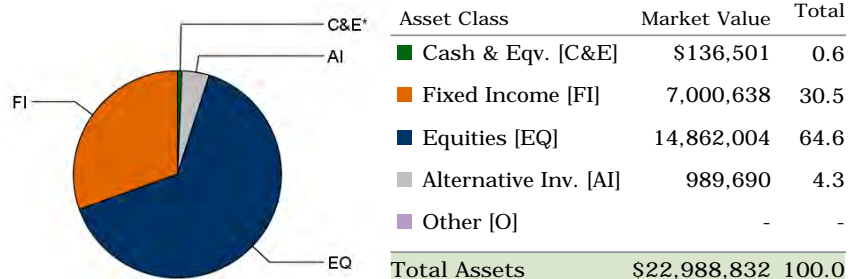 C&E*
AI
FI
EQ
Asset Class Market Value Total
Cash & Eqv. [C&E] $136,501 0.6
Fixed Income [FI] 7,000,638 30.5
Equities [EQ] 14,862,004 64.6
Alternative Inv. [AI] 989,690 4.3
Other [O] - -
Total Assets $22,988,832 100.0